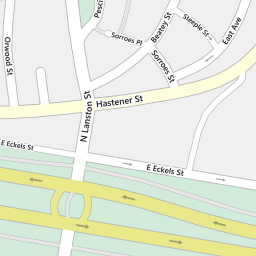 Pesci
Beatey St
Steeple St
East Ave
Sorroes Pl
Orwood St
Sorroes St
Hastener St
N Lanston St
E Eckels St
E Eckels St